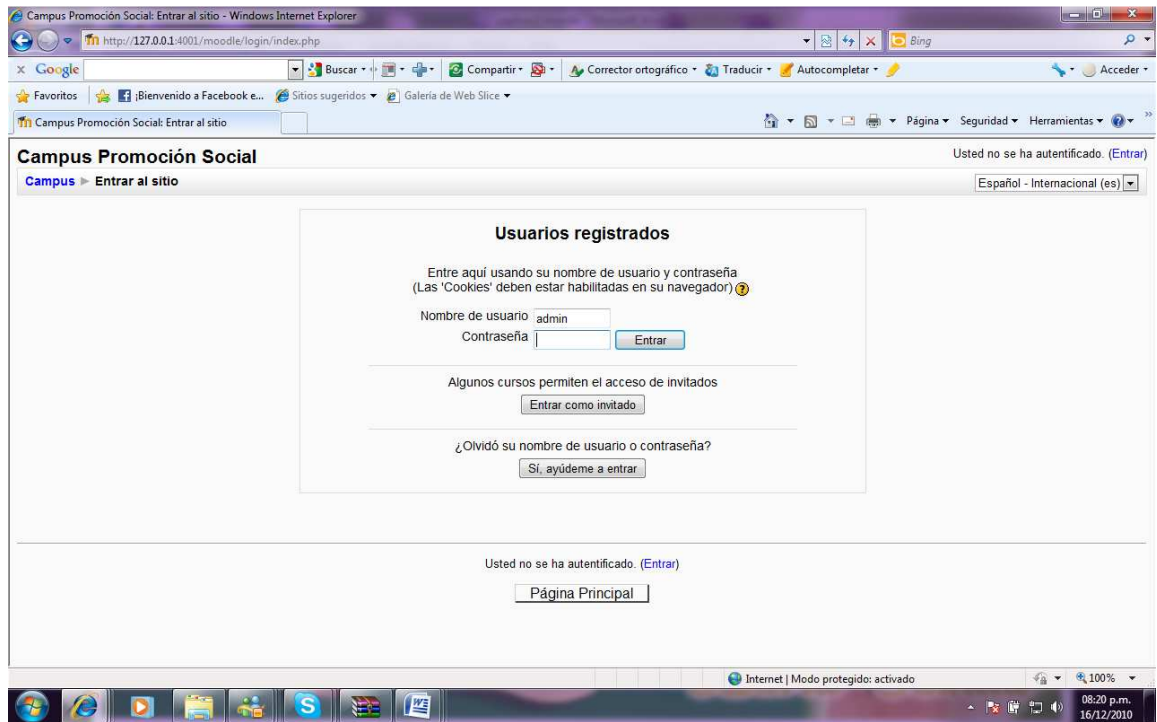 Campus Promoción Social: Entrar al sitio - Windows Internet Explorer
http://127.0.0.1:4001/moodle/login/index.php
Bing
x Google
Buscar
Compartir
Corrector ortográfico
Traducir
Autocompletar
Acceder
Favoritos
¡Bienvenido a Facebook e...
Sitios sugeridos
Galería de Web Slice
Campus Promoción Social: Entrar al sitio
Página
Seguridad
Herramientas
Campus Promoción Social
Usted no se ha autentificado. (Entrar)
Campus ► Entrar al sitio
Español - Internacional (es)
Usuarios registrados
Entre aquí usando su nombre de usuario y contraseña
(Las 'Cookies' deben estar habilitadas en su navegador)
Nombre de usuario admin
Contraseña
Entrar
Algunos cursos permiten el acceso de invitados
Entrar como invitado
¿Olvidó su nombre de usuario o contraseña?
Sí, ayúdeme a entrar
Usted no se ha autentificado. (Entrar)
Página Principal
Internet | Modo protegido: activado
100%
08:20 p.m.
16/12/2010